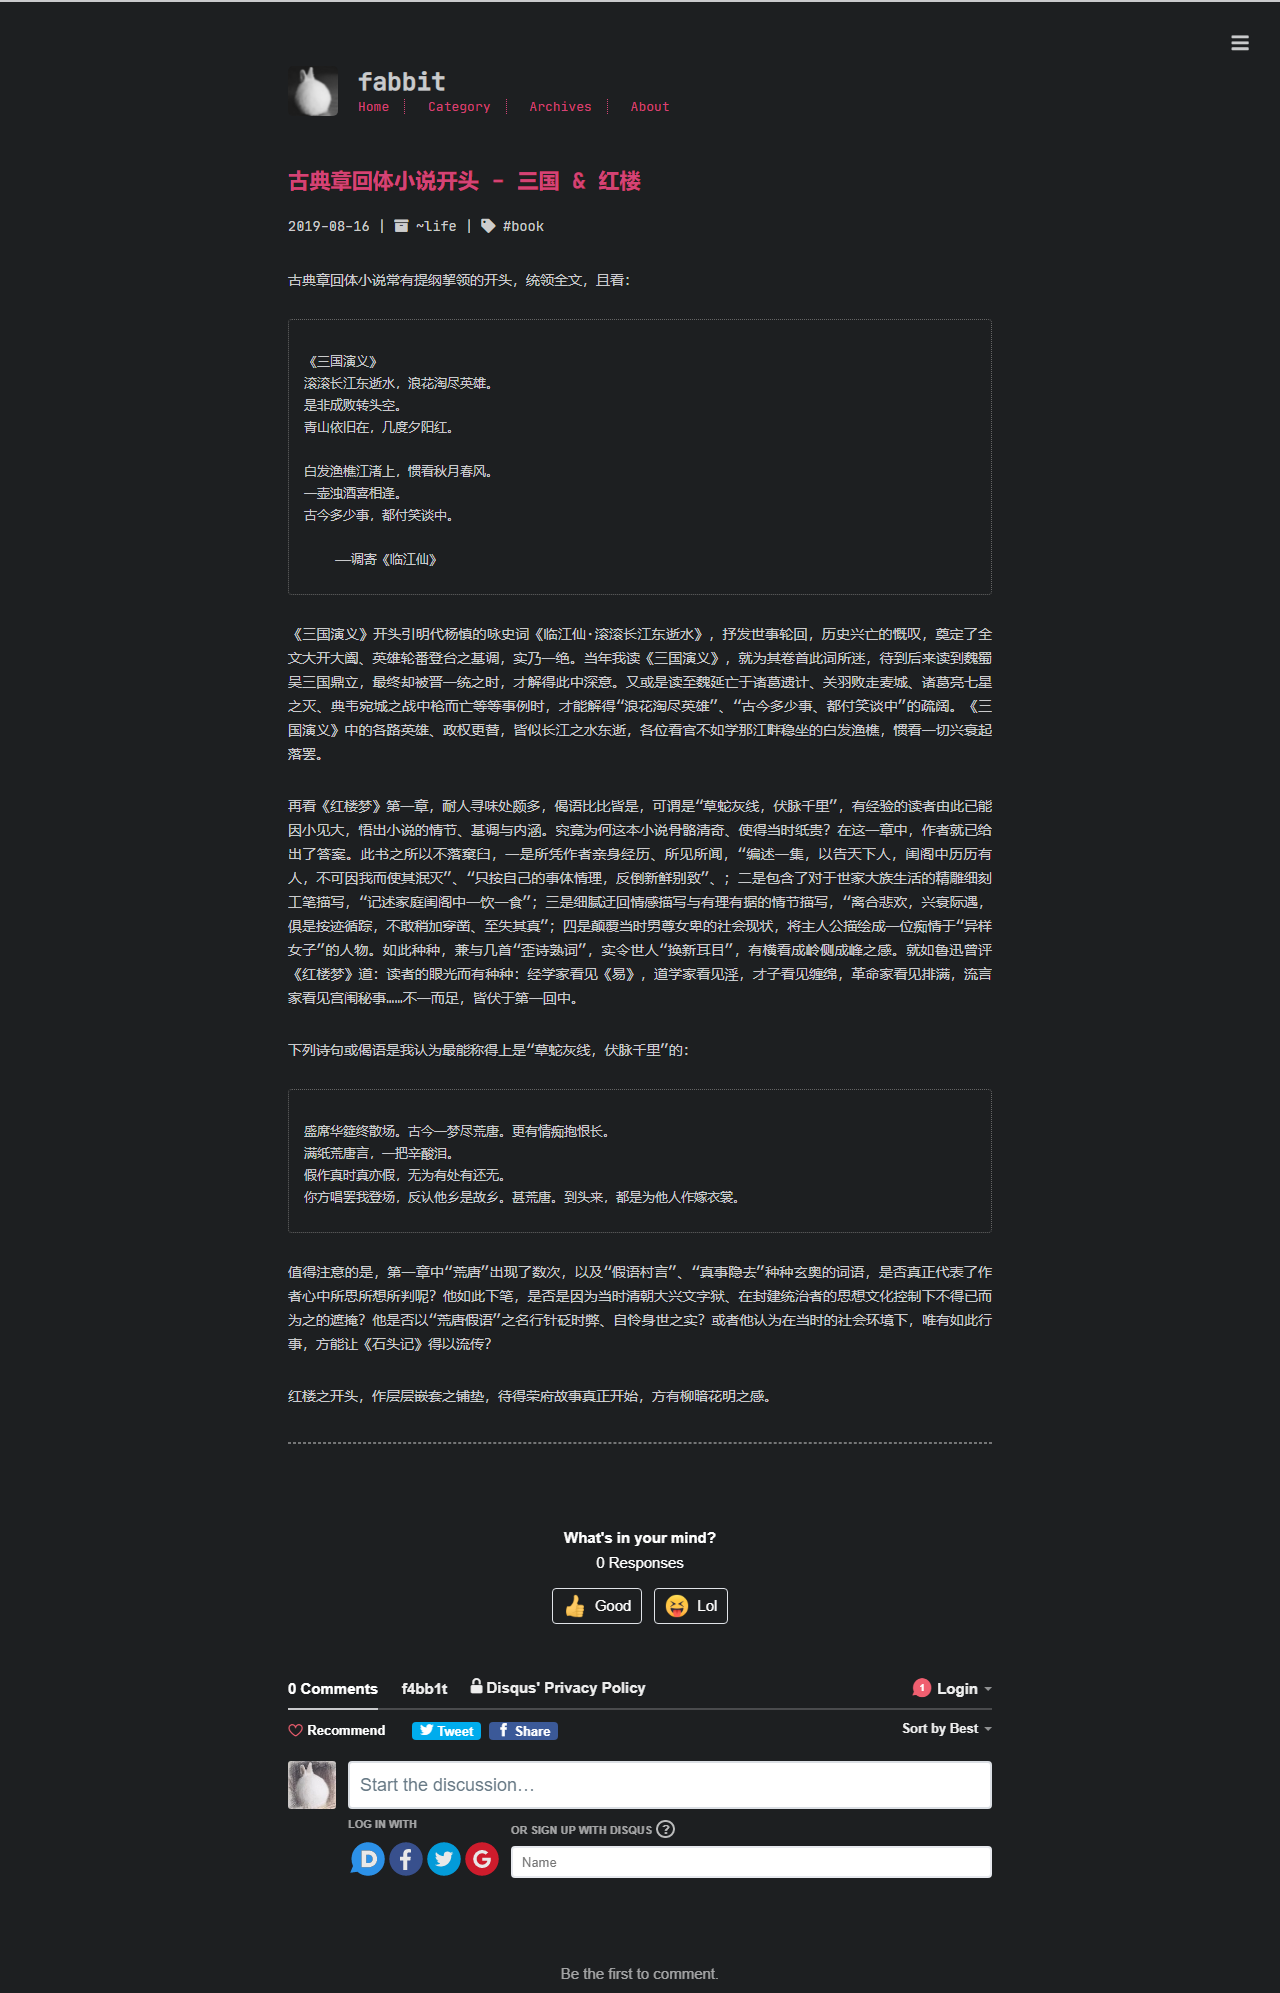 fabbit
Home
Category
Archives
About
古典章回体小说开头 - 三国 & 红楼
2019-08-16 | ~life | #book
古典章回体小说常有提纲挈领的开头，统领全文，且看：
《三国演义》
滚滚长江东逝水，浪花淘尽英雄。
是非成败转头空。
青山依旧在，几度夕阳红。
白发渔樵江渚上，惯看秋月春风。
一壶浊酒喜相逢。
古今多少事，都付笑谈中。
——调寄《临江仙》
《三国演义》开头引明代杨慎的咏史词《临江仙·滚滚长江东逝水》，抒发世事轮回，历史兴亡的慨叹，奠定了全
文大开大阖、英雄轮番登台之基调，实乃一绝。当年我读《三国演义》，就为其卷首此词所迷，待到后来读到魏蜀
吴三国鼎立，最终却被晋一统之时，才解得此中深意。又或是读至魏延亡于诸葛遗计、关羽败走麦城、诸葛亮七星
之灭、典韦宛城之战中枪而亡等等事例时，才能解得“浪花淘尽英雄”、“古今多少事、都付笑谈中”的疏阔。《三
国演义》中的各路英雄、政权更替，皆似长江之水东逝，各位看官不如学那江畔稳坐的白发渔樵，惯看一切兴衰起
落罢。
再看《红楼梦》第一章，耐人寻味处颇多，偈语比比皆是，可谓是“草蛇灰线，伏脉千里”，有经验的读者由此已能
因小见大，悟出小说的情节、基调与内涵。究竟为何这本小说骨骼清奇、使得当时纸贵？在这一章中，作者就已给
出了答案。此书之所以不落窠臼，一是所凭作者亲身经历、所见所闻，“编述一集，以告天下人，闺阁中历历有
人，不可因我而使其泯灭”、“只按自己的事体情理，反倒新鲜别致”、；二是包含了对于世家大族生活的精雕细刻
工笔描写，“记述家庭闺阁中一饮一食”；三是细腻迂回情感描写与有理有据的情节描写，“离合悲欢，兴衰际遇，
俱是按迹循踪，不敢稍加穿凿、至失其真”；四是颠覆当时男尊女卑的社会现状，将主人公描绘成一位痴情于“异样
女子”的人物。如此种种，兼与几首“歪诗熟词”，实令世人“换新耳目”，有横看成岭侧成峰之感。就如鲁迅曾评
《红楼梦》道：读者的眼光而有种种：经学家看见《易》，道学家看见淫，才子看见缠绵，革命家看见排满，流言
家看见宫闱秘事……不一而足，皆伏于第一回中。
下列诗句或偈语是我认为最能称得上是“草蛇灰线，伏脉千里”的：
盛席华筵终散场。古今一梦尽荒唐。更有情痴抱恨长。
满纸荒唐言，一把辛酸泪。
假作真时真亦假，无为有处有还无。
你方唱罢我登场，反认他乡是故乡。甚荒唐。到头来，都是为他人作嫁衣裳。
值得注意的是，第一章中“荒唐”出现了数次，以及“假语村言”、“真事隐去”种种玄奥的词语，是否真正代表了作
者心中所思所想所判呢？他如此下笔，是否是因为当时清朝大兴文字狱、在封建统治者的思想文化控制下不得已而
为之的遮掩？他是否以“荒唐假语”之名行针砭时弊、自怜身世之实？或者他认为在当时的社会环境下，唯有如此行
事，方能让《石头记》得以流传？
红楼之开头，作层层嵌套之铺垫，待得荣府故事真正开始，方有柳暗花明之感。
What's in your mind?
0 Responses
Good
Lol
0 Comments
f4bb1t
Disqus' Privacy Policy
1 Login
Recommend
Tweet
Share
Sort by Best
Start the discussion…
LOG IN WITH
OR SIGN UP WITH DISQUS ?
Name
Be the first to comment.